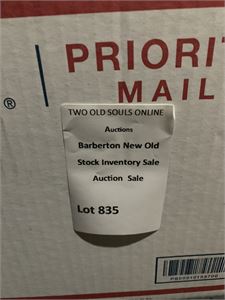 PRIORIT
MAIL
®
TWO OLD SOULS ONLINE
Auctions
Barberton New Old
Stock Inventory Sale
Auction Sale
Lot 835